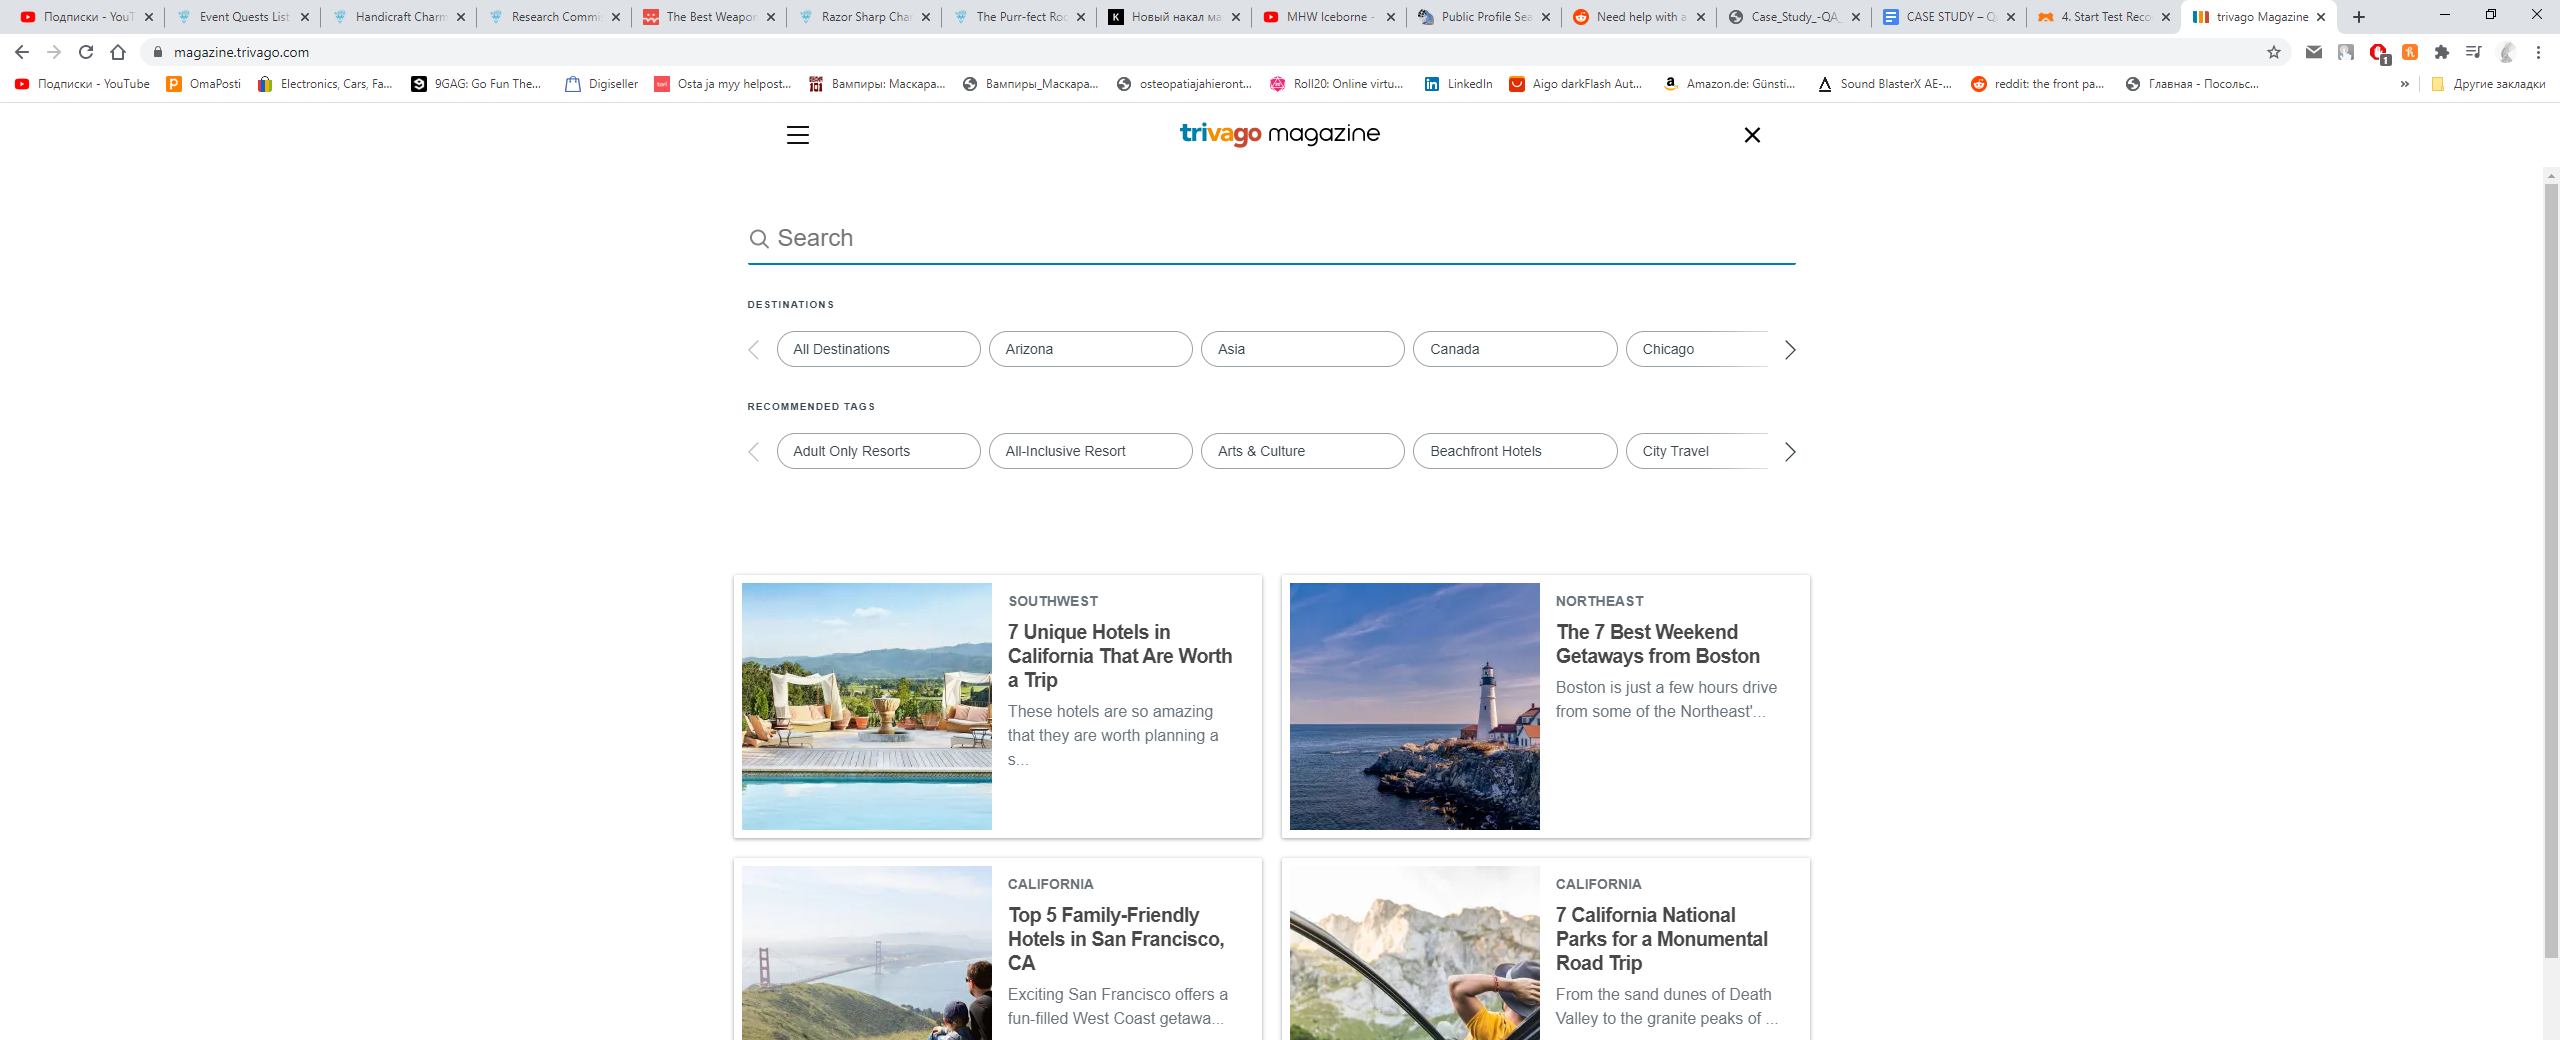 Подписки - YouT
Event Quests List
Handicraft Charm
Research Commis
The Best Weapon
Razor Sharp Cha
The Purr-fect Roo
Новый накал ма
MHW Iceborne -
Public Profile Sea
Need help with a
Case_Study_-QA_
CASE STUDY – Q
4. Start Test Reco
trivago Magazine
magazine.trivago.com
1
Подписки - YouTube
OmaPosti
Electronics, Cars, Fa...
9GAG: Go Fun The...
Digiseller
Osta ja myy helpost...
Вампиры: Маскара...
Вампиры_Маскара...
osteopatiajahieront...
Roll20: Online virtu...
LinkedIn
Aigo darkFlash Aut...
Amazon.de: Günsti...
Sound BlasterX AE-...
reddit: the front pa...
Главная - Посольс...
»
Другие закладки
trivago magazine
Search
DESTINATIONS
All Destinations
Arizona
Asia
Canada
Chicago
RECOMMENDED TAGS
Adult Only Resorts
All-Inclusive Resort
Arts & Culture
Beachfront Hotels
City Travel
SOUTHWEST
7 Unique Hotels in
California That Are Worth
a Trip
These hotels are so amazing
that they are worth planning a
s...
NORTHEAST
The 7 Best Weekend
Getaways from Boston
Boston is just a few hours drive
from some of the Northeast'...
CALIFORNIA
Top 5 Family-Friendly
Hotels in San Francisco,
CA
Exciting San Francisco offers a
fun-filled West Coast getawa...
CALIFORNIA
7 California National
Parks for a Monumental
Road Trip
From the sand dunes of Death
Valley to the granite peaks of ...